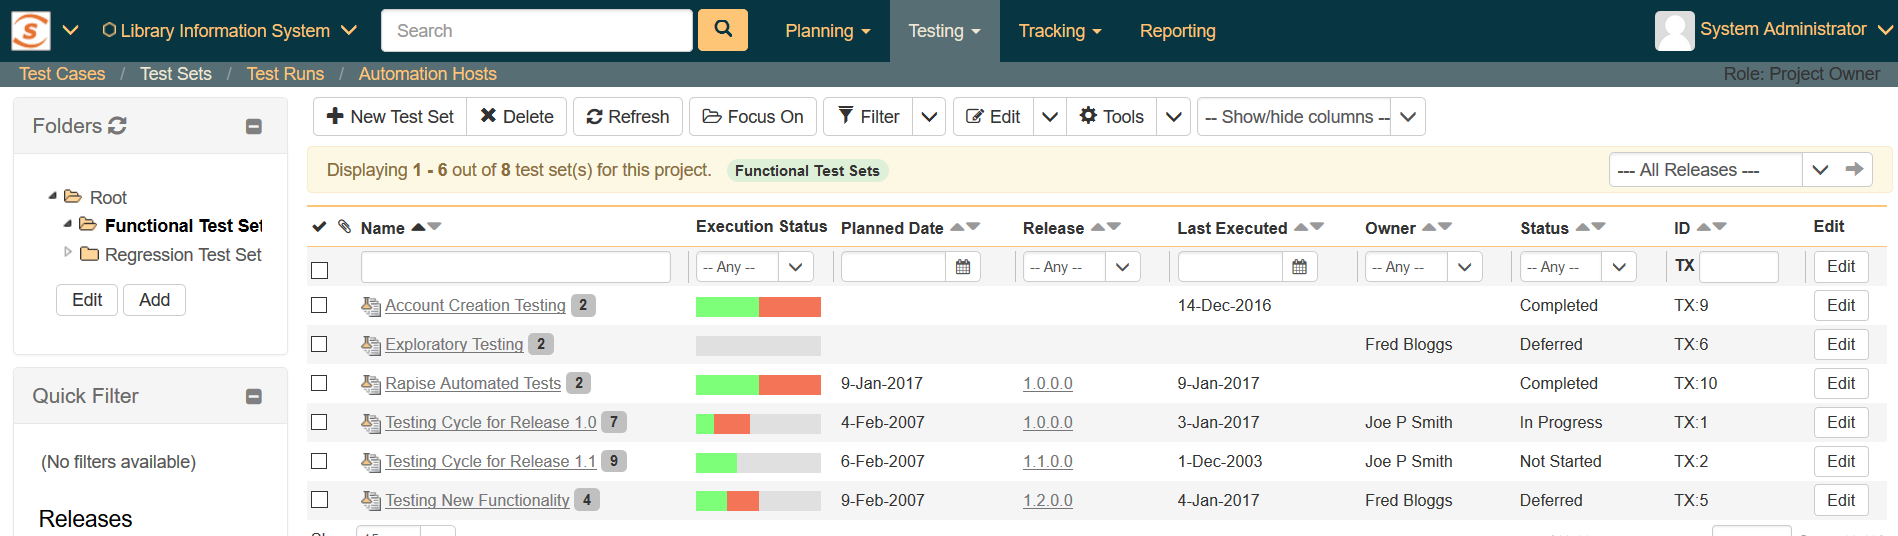 Library Information System Search Planning Testing Tracking Reporting System Administrator
Test Cases / Test Sets / Test Runs / Automation Hosts Role: Project Owner
Folders
Root
Functional Test Set
Regression Test Set
Edit Add
Quick Filter
(No filters available)
Releases
New Test Set Delete Refresh Focus On Filter Edit Tools -- Show/hide columns --
Displaying 1 - 6 out of 8 test set(s) for this project. Functional Test Sets --- All Releases ---
Name Execution Status Planned Date Release Last Executed Owner Status ID Edit
-- Any -- -- Any -- -- Any -- -- Any -- TX Edit
Account Creation Testing 2 14-Dec-2016 Completed TX:9 Edit
Exploratory Testing 2 Fred Bloggs Deferred TX:6 Edit
Rapise Automated Tests 2 9-Jan-2017 1.0.0.0 9-Jan-2017 Completed TX:10 Edit
Testing Cycle for Release 1.0 7 4-Feb-2007 1.0.0.0 3-Jan-2017 Joe P Smith In Progress TX:1 Edit
Testing Cycle for Release 1.1 9 6-Feb-2007 1.1.0.0 1-Dec-2003 Joe P Smith Not Started TX:2 Edit
Testing New Functionality 4 9-Feb-2007 1.2.0.0 4-Jan-2017 Fred Bloggs Deferred TX:5 Edit